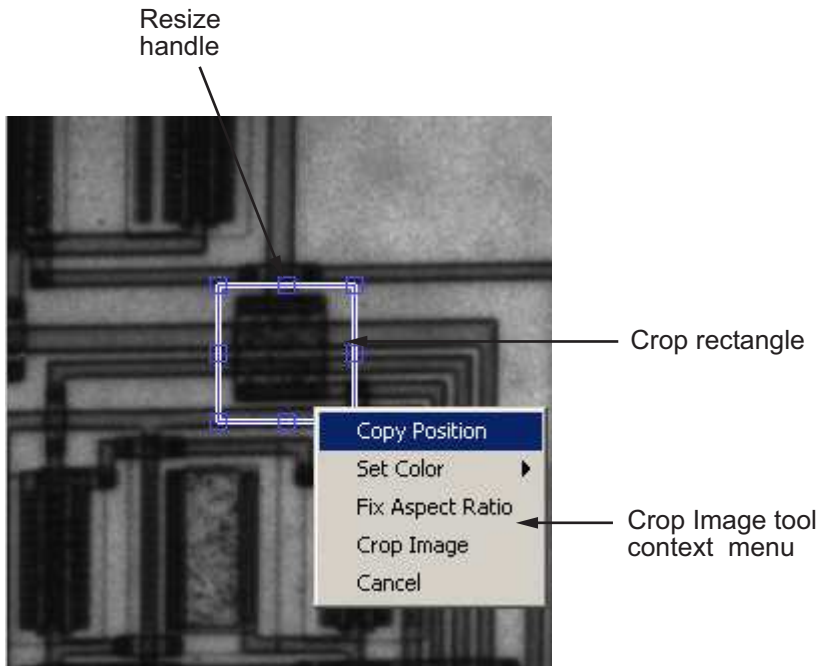 Resize
handle
Crop rectangle
Copy Position
Set Color
Fix Aspect Ratio
Crop Image
Cancel
Crop Image tool
context menu